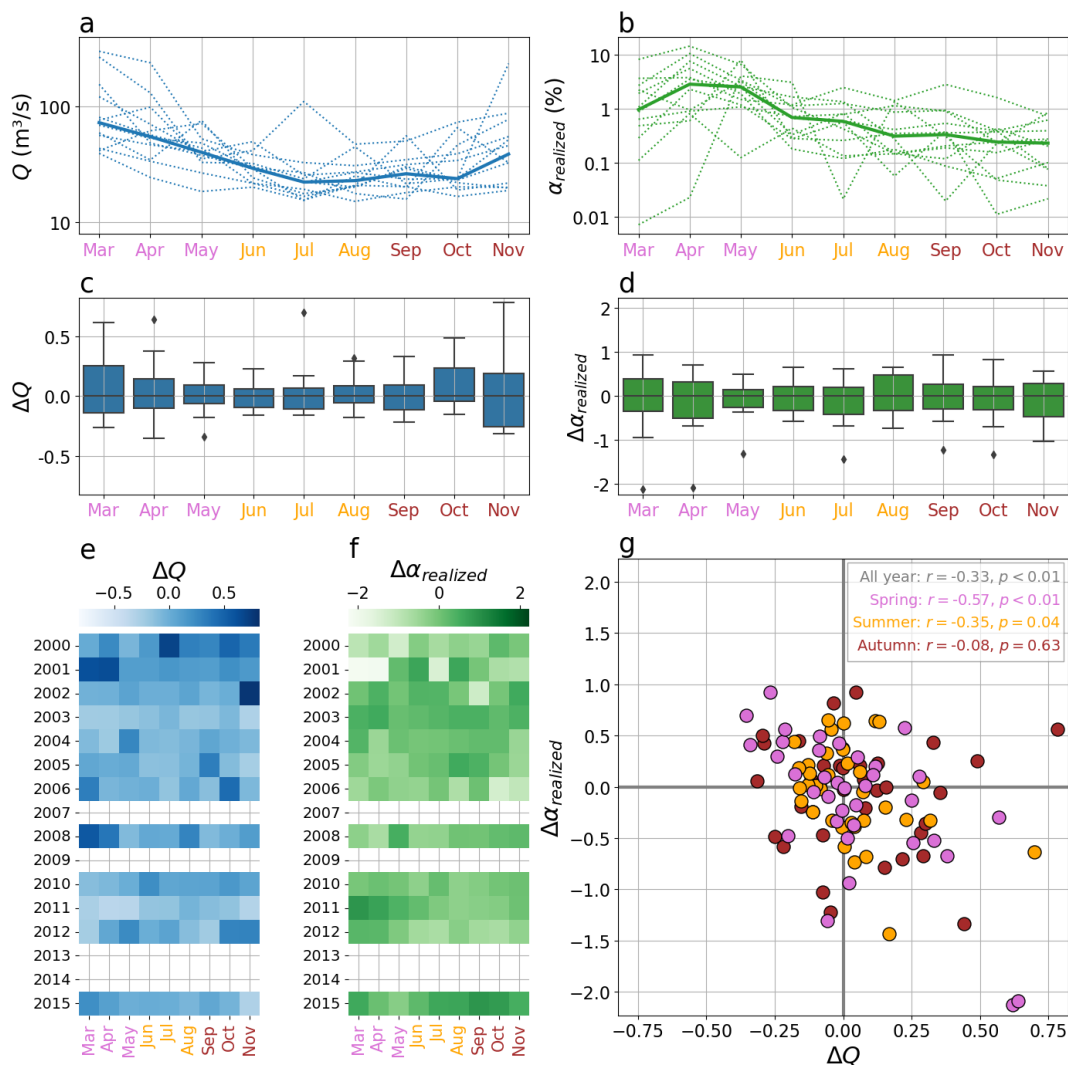 a
Q (m³/s)
100
10
Mar Apr May Jun Jul Aug Sep Oct Nov
b
α_realized (%)
10
1
0.1
0.01
Mar Apr May Jun Jul Aug Sep Oct Nov
c
ΔQ
0.5
0.0
-0.5
Mar Apr May Jun Jul Aug Sep Oct Nov
d
Δα_realized
2
1
0
-1
-2
Mar Apr May Jun Jul Aug Sep Oct Nov
e
ΔQ
−0.5 0.0 0.5
2000
2001
2002
2003
2004
2005
2006
2007
2008
2009
2010
2011
2012
2013
2014
2015
Mar Apr May Jun Jul Aug Sep Oct Nov
f
Δα_realized
−2 0 2
2000
2001
2002
2003
2004
2005
2006
2007
2008
2009
2010
2011
2012
2013
2014
2015
Mar Apr May Jun Jul Aug Sep Oct Nov
g
All year: r = -0.33, p < 0.01
Spring: r = -0.57, p < 0.01
Summer: r = -0.35, p = 0.04
Autumn: r = -0.08, p = 0.63
Δα_realized
2.0
1.5
1.0
0.5
0.0
−0.5
−1.0
−1.5
−2.0
−0.75 −0.50 −0.25 0.00 0.25 0.50 0.75
ΔQ